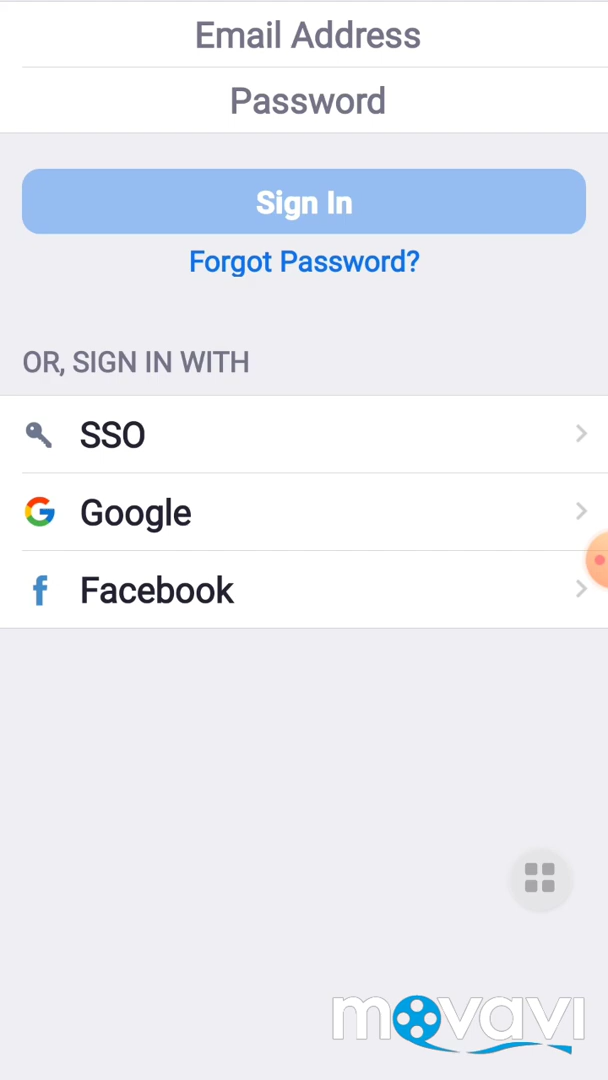 Email Address
Password
Sign In
Forgot Password?
OR, SIGN IN WITH
SSO
Google
Facebook
movavi